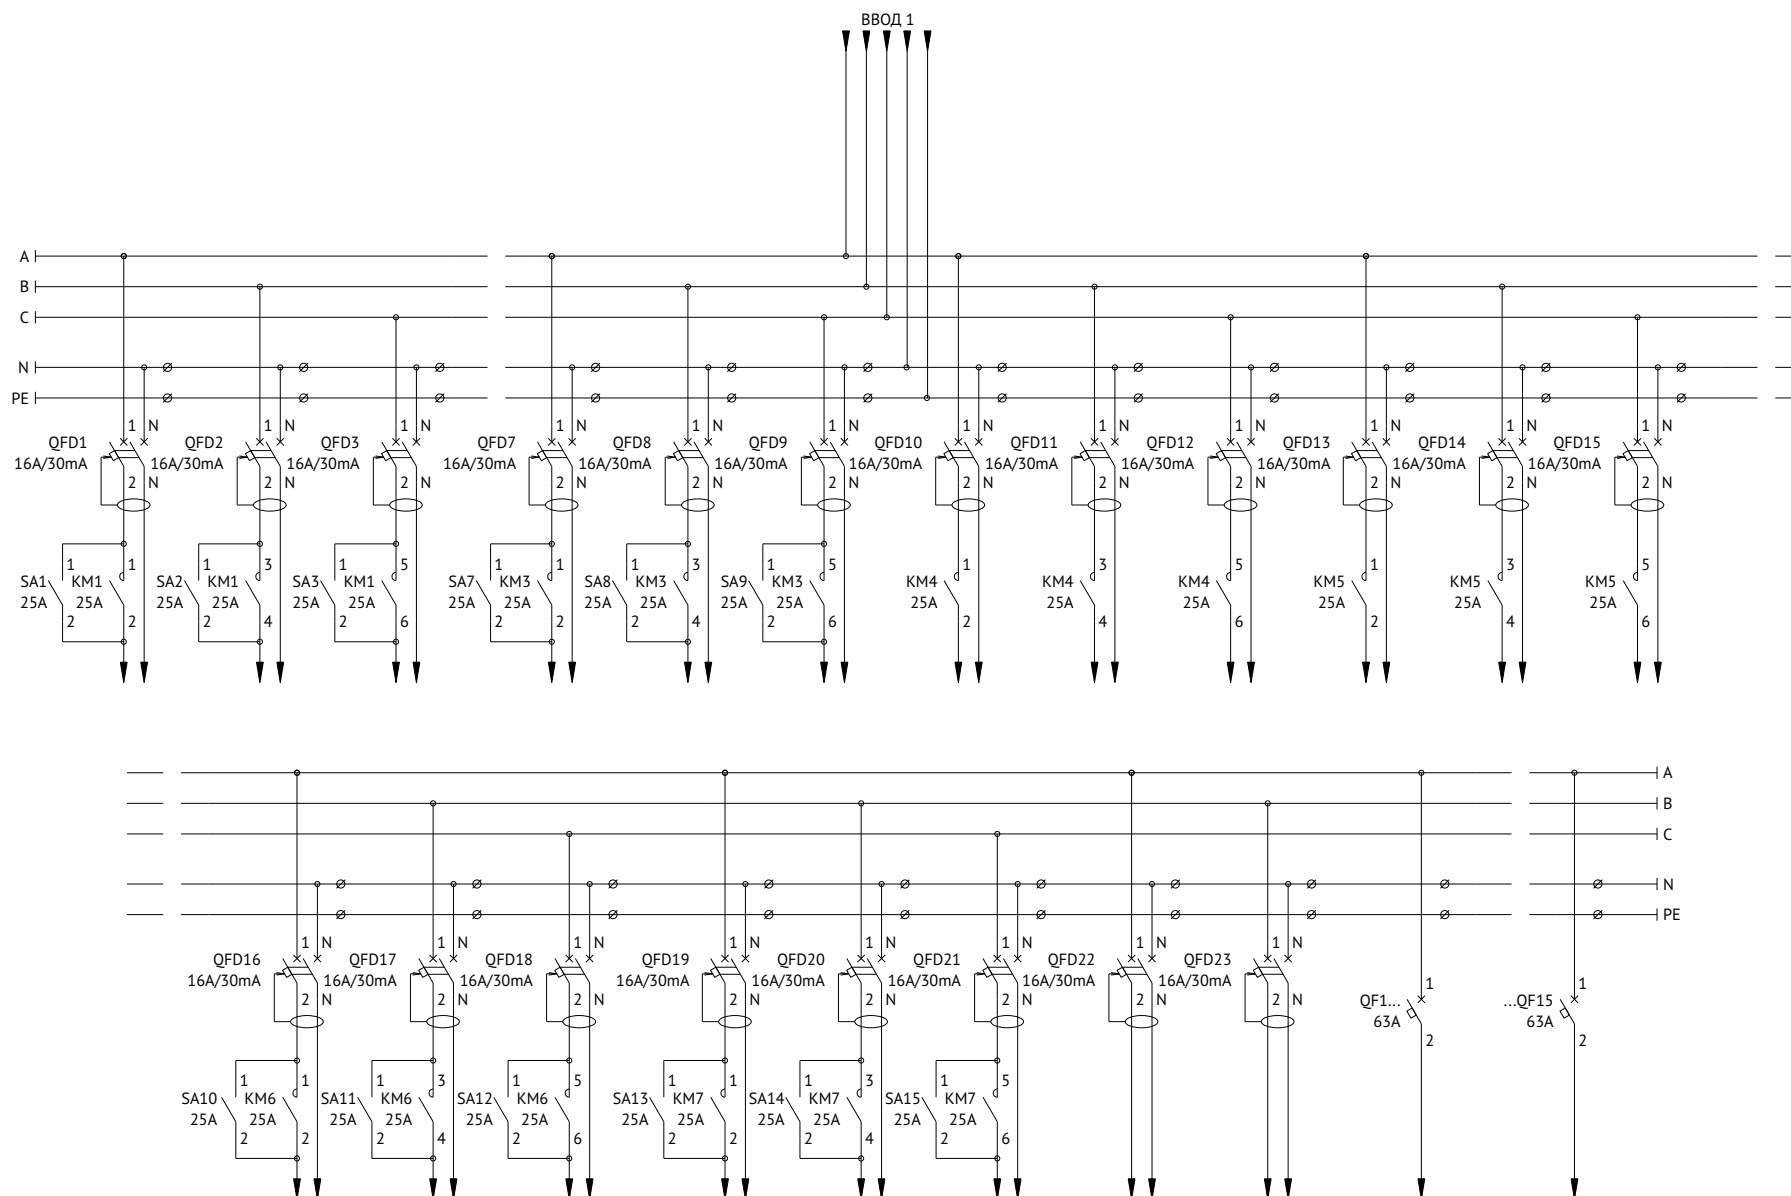 ВВОД 1
A
B
C
N
PE
1 N 1 N 1 N 1 N 1 N 1 N 1 N 1 N 1 N 1 N 1 N 1 N
QFD1 QFD2 QFD3 QFD7 QFD8 QFD9 QFD10 QFD11 QFD12 QFD13 QFD14 QFD15
16A/30mA 16A/30mA 16A/30mA 16A/30mA 16A/30mA 16A/30mA 16A/30mA 16A/30mA 16A/30mA 16A/30mA 16A/30mA 16A/30mA
2 N 2 N 2 N 2 N 2 N 2 N 2 N 2 N 2 N 2 N 2 N 2 N
1 1 1 3 1 5 1 1 1 3 1 5 1 3 5 1 3 5
SA1 KM1 SA2 KM1 SA3 KM1 SA7 KM3 SA8 KM3 SA9 KM3 KM4 KM4 KM4 KM5 KM5 KM5
25A 25A 25A 25A 25A 25A 25A 25A 25A 25A 25A 25A 25A 25A 25A 25A 25A 25A
2 2 2 4 2 6 2 2 2 4 2 6 2 4 6 2 4 6
A
B
C
N
PE
1 N 1 N 1 N 1 N 1 N 1 N 1 N 1 N
QFD16 QFD17 QFD18 QFD19 QFD20 QFD21 QFD22 QFD23
16A/30mA 16A/30mA 16A/30mA 16A/30mA 16A/30mA 16A/30mA 16A/30mA 16A/30mA 1 1
2 N 2 N 2 N 2 N 2 N 2 N 2 N 2 N QF1... ...QF15
63A 63A
2 2
1 1 1 3 1 5 1 1 1 3 1 5
SA10 KM6 SA11 KM6 SA12 KM6 SA13 KM7 SA14 KM7 SA15 KM7
25A 25A 25A 25A 25A 25A 25A 25A 25A 25A 25A 25A
2 2 2 4 2 6 2 2 2 4 2 6